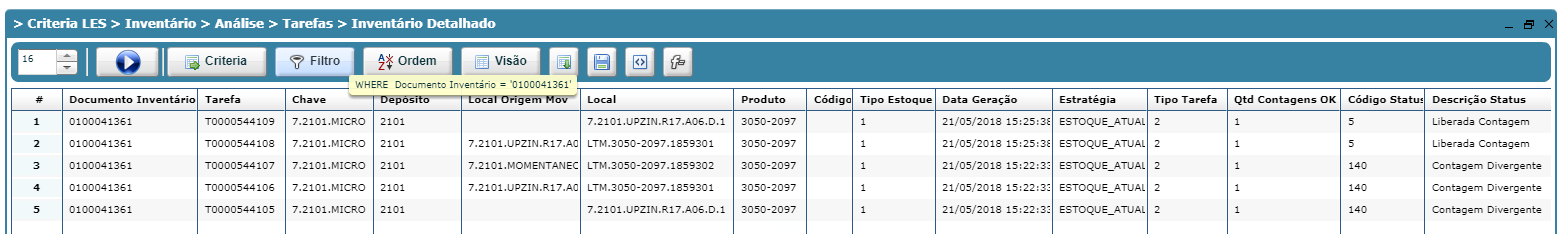 > Criteria LES > Inventário > Análise > Tarefas > Inventário Detalhado
16 Criteria Filtro Ordem Visão
WHERE Documento Inventário = '0100041361'
# Documento Inventário Tarefa Chave Depósito Local Origem Mov Local Produto Código Tipo Estoque Data Geração Estratégia Tipo Tarefa Qtd Contagens OK Código Status Descrição Status
1 0100041361 T0000544109 7.2101.MICRO 2101 7.2101.UPZIN.R17.A06.D.1 3050-2097 1 21/05/2018 15:25:38 ESTOQUE_ATUAL 2 1 5 Liberada Contagem
2 0100041361 T0000544108 7.2101.MICRO 2101 7.2101.UPZIN.R17.A0 LTM.3050-2097.1859301 3050-2097 1 21/05/2018 15:25:38 ESTOQUE_ATUAL 2 1 5 Liberada Contagem
3 0100041361 T0000544107 7.2101.MICRO 2101 7.2101.MOMENTANEO LTM.3050-2097.1859302 3050-2097 1 21/05/2018 15:22:33 ESTOQUE_ATUAL 2 1 140 Contagem Divergente
4 0100041361 T0000544106 7.2101.MICRO 2101 7.2101.UPZIN.R17.A0 LTM.3050-2097.1859301 3050-2097 1 21/05/2018 15:22:33 ESTOQUE_ATUAL 2 1 140 Contagem Divergente
5 0100041361 T0000544105 7.2101.MICRO 2101 7.2101.UPZIN.R17.A06.D.1 3050-2097 1 21/05/2018 15:22:33 ESTOQUE_ATUAL 2 1 140 Contagem Divergente